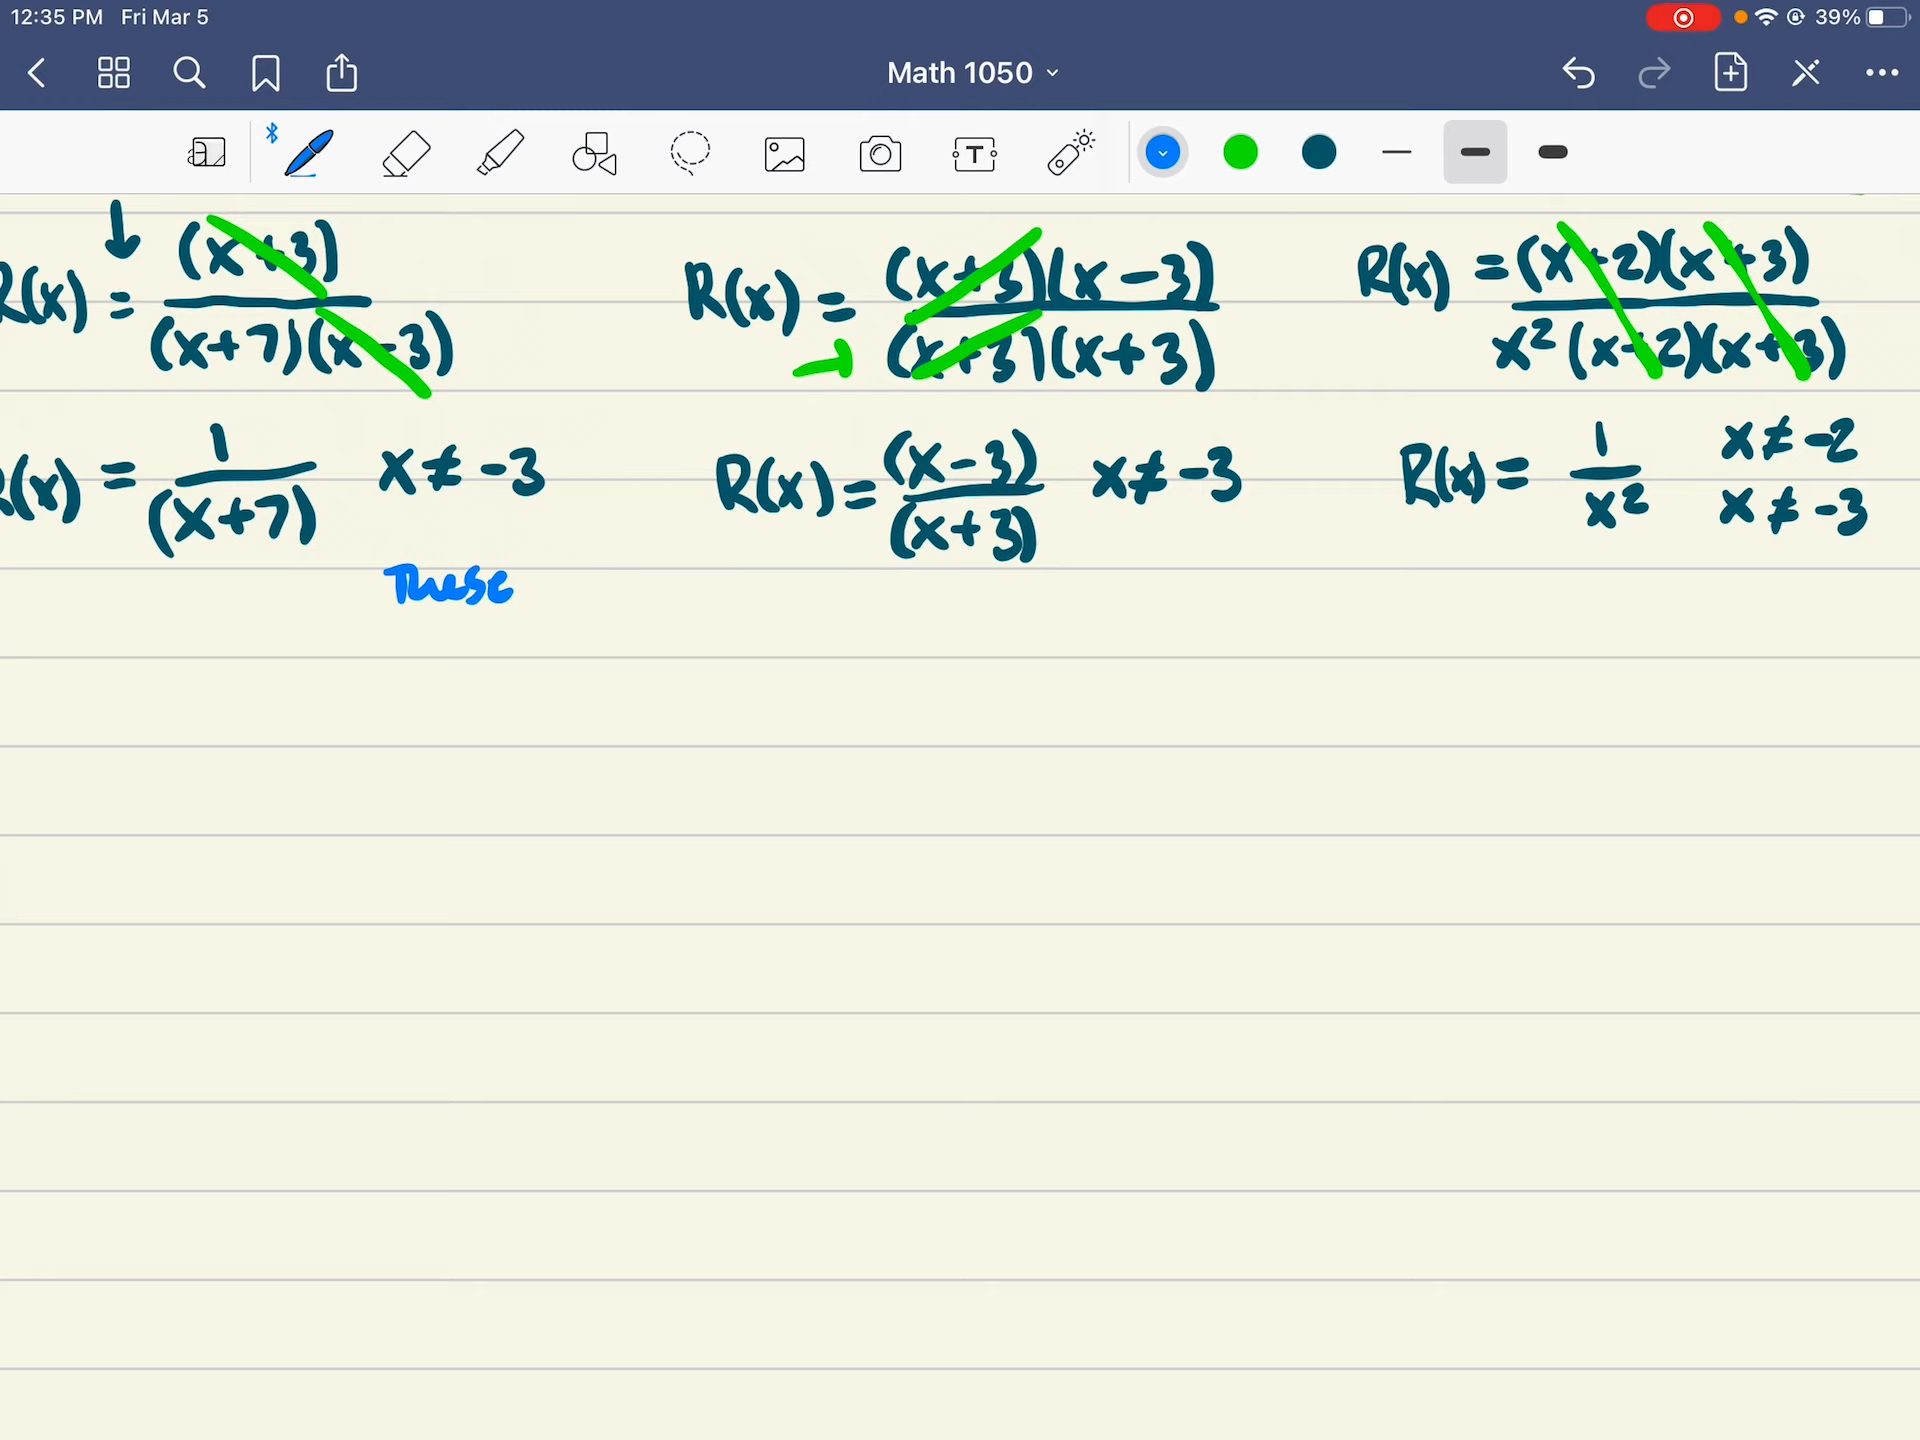 12:35 PM Fri Mar 5 39%
Math 1050
T
R(x) = (x+3) / (x+7)(x+3)
R(x) = (x+3)(x-3) / (x+3)(x+3)
R(x) = (x+2)(x+3) / x²(x+2)(x+3)
R(x) = 1 / (x+7) x ≠ -3
R(x) = (x-3) / (x+3) x ≠ -3
R(x) = 1 / x² x ≠ -2
x ≠ -3
These